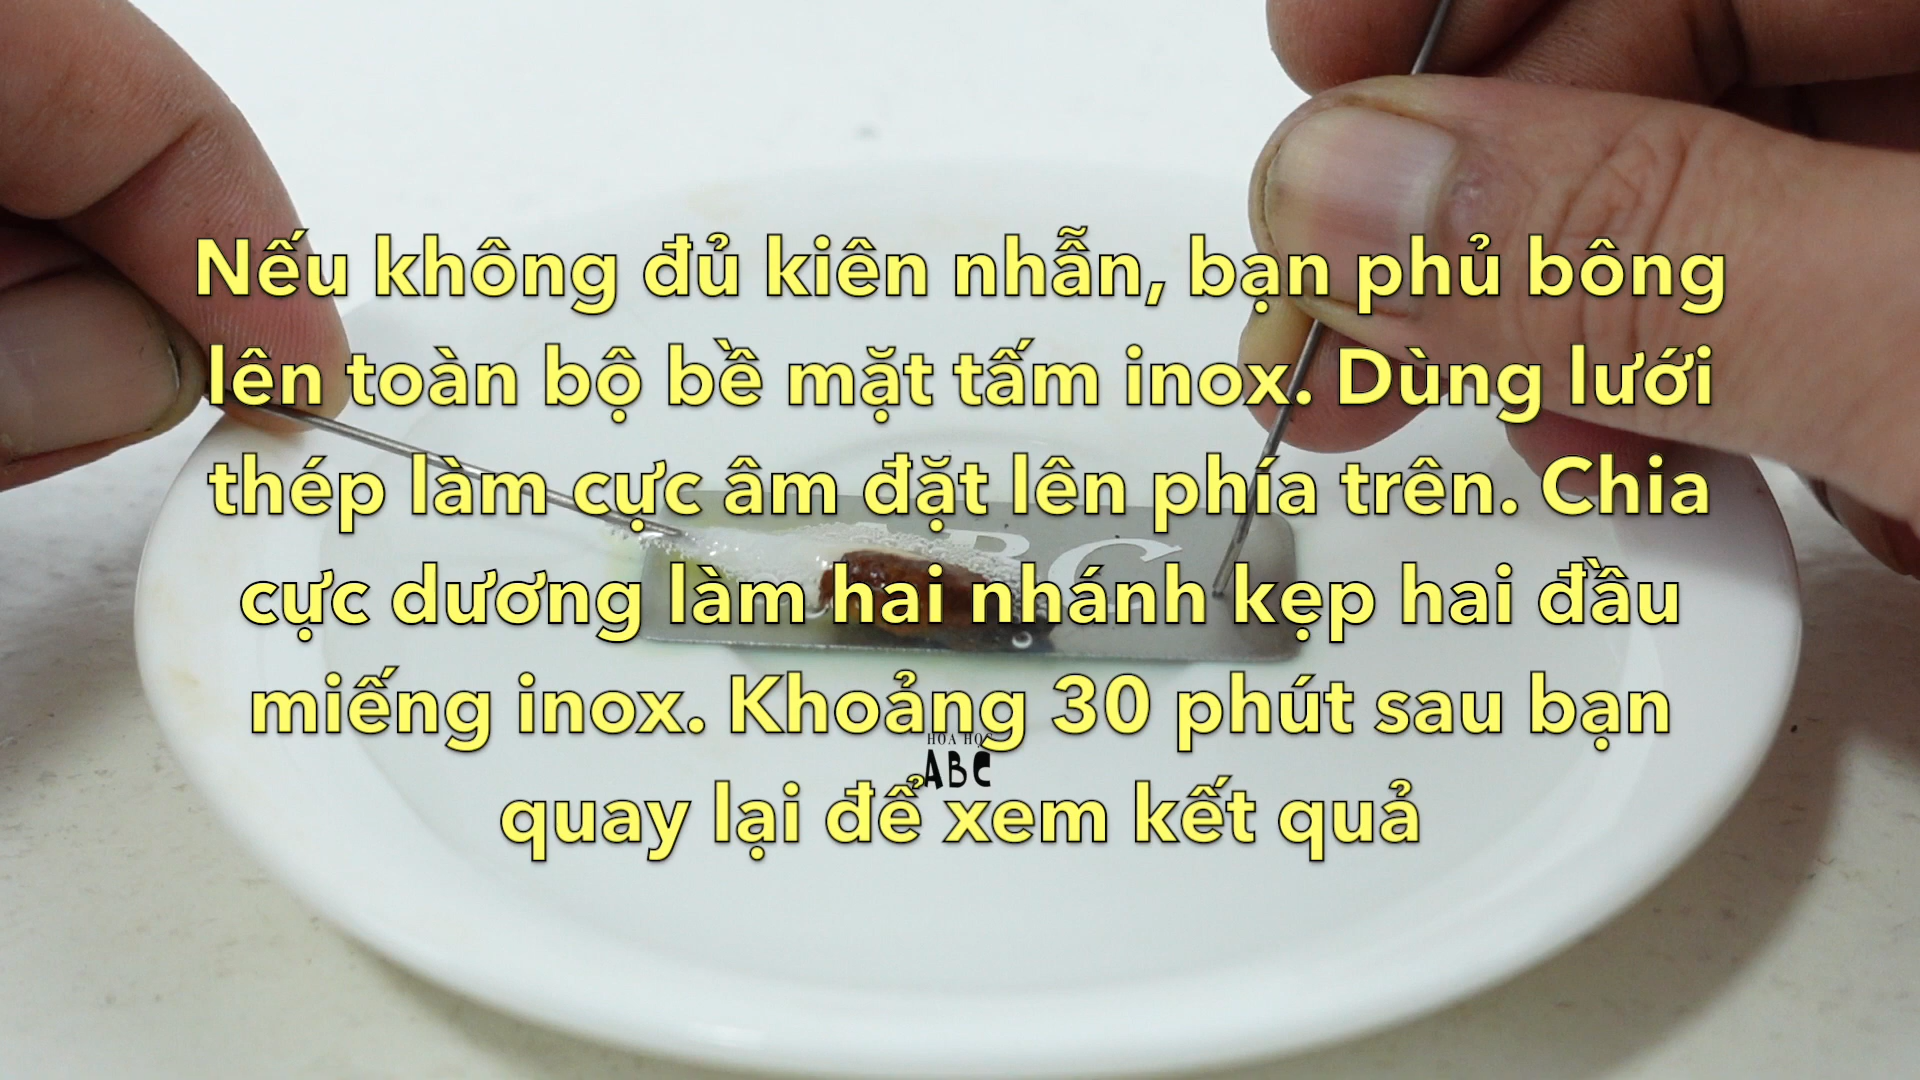 Nếu không đủ kiên nhẫn, bạn phủ bông
lên toàn bộ bề mặt tấm inox. Dùng lưới
thép làm cực âm đặt lên phía trên. Chia
cực dương làm hai nhánh kẹp hai đầu
miếng inox. Khoảng 30 phút sau bạn
quay lại để xem kết quả
BC
HÓA HỌC
ABC